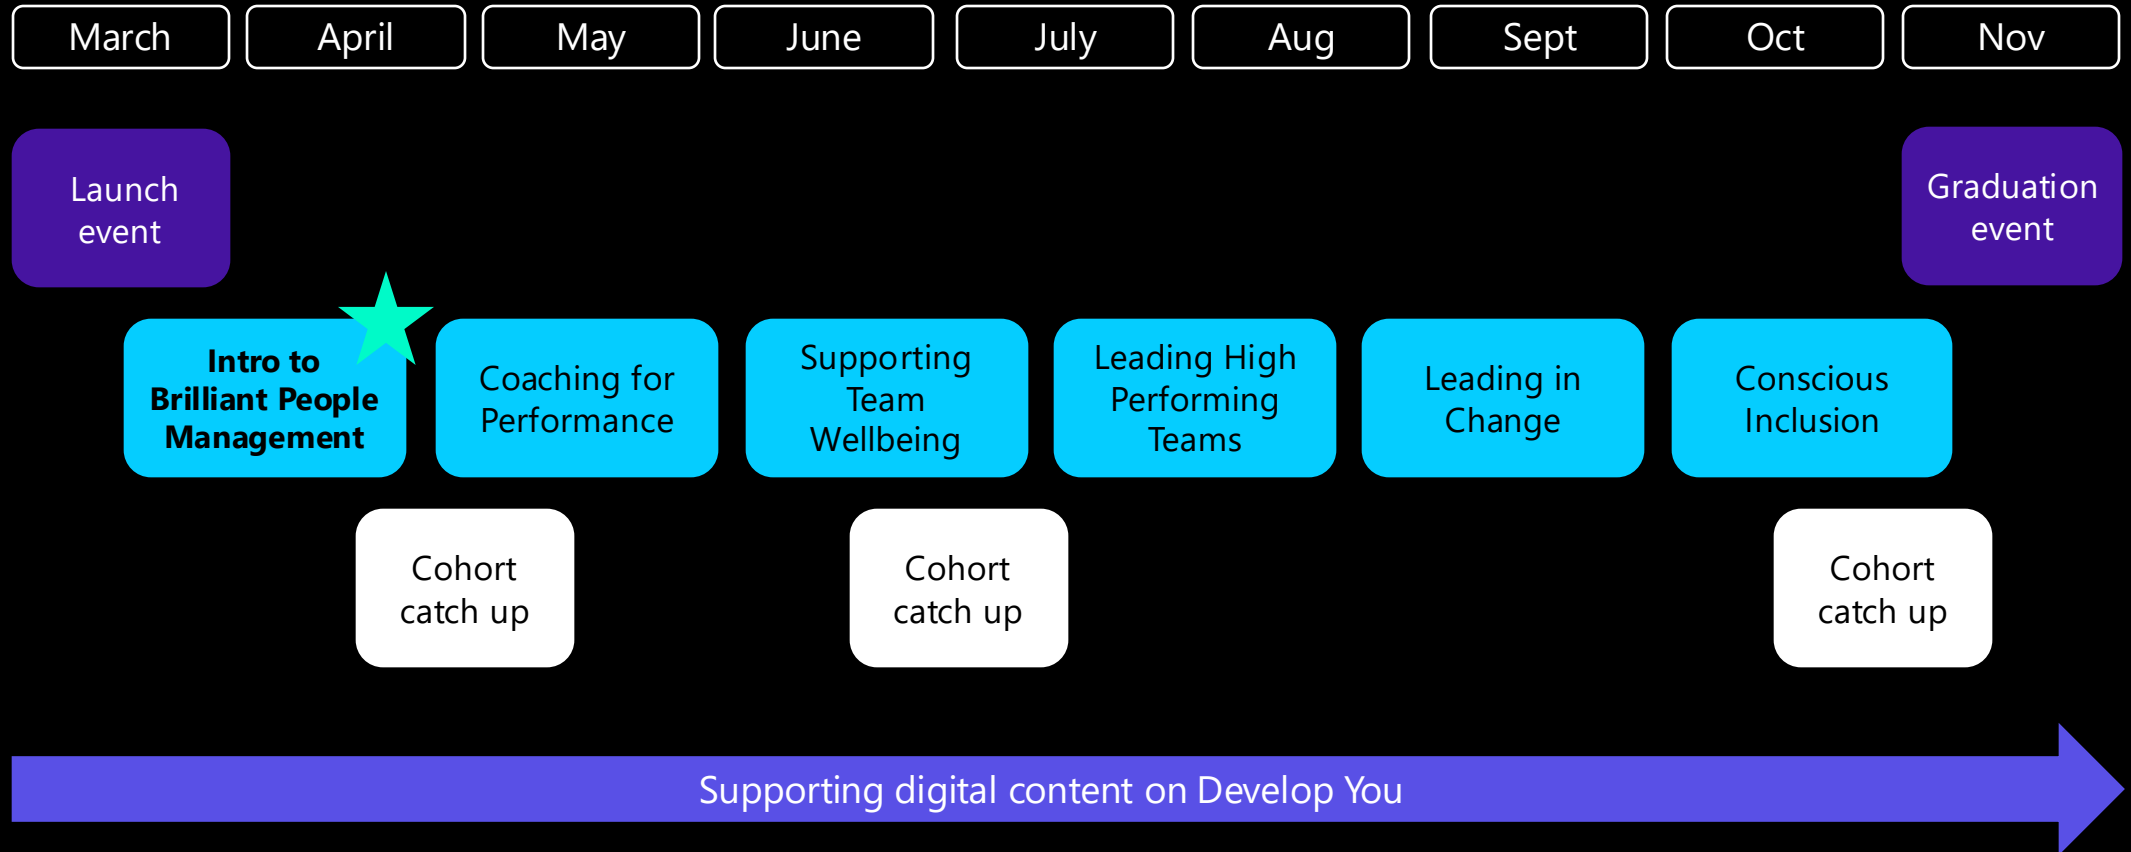 March
April
May
June
July
Aug
Sept
Oct
Nov
Launch
event
Graduation
event
Intro to
Brilliant People
Management
Coaching for
Performance
Supporting
Team
Wellbeing
Leading High
Performing
Teams
Leading in
Change
Conscious
Inclusion
Cohort
catch up
Cohort
catch up
Cohort
catch up
Supporting digital content on Develop You